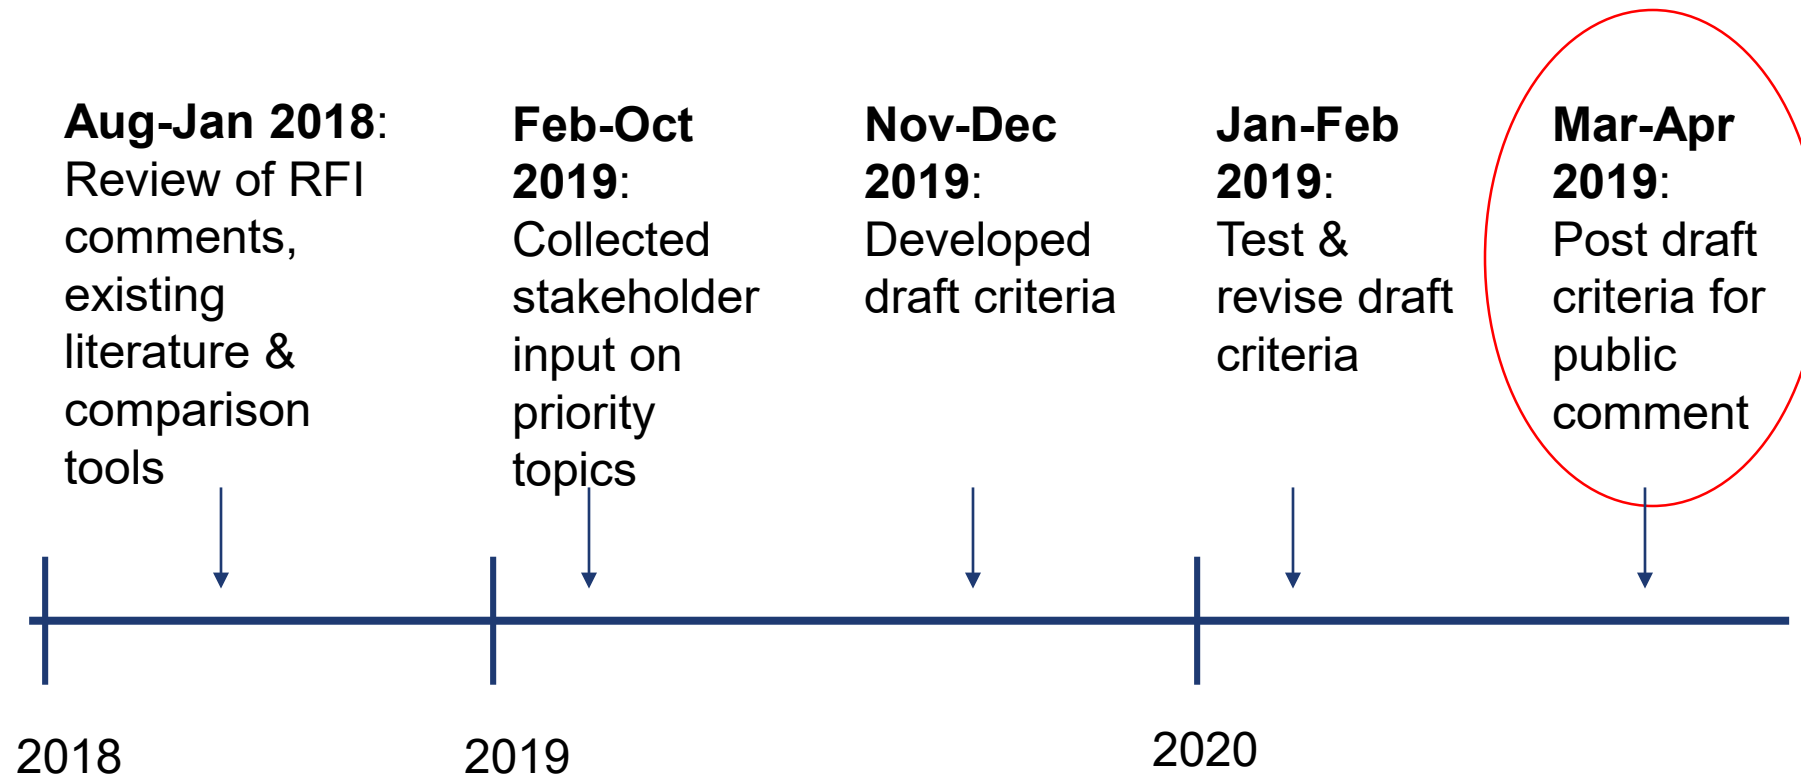 Aug-Jan 2018:
Review of RFI
comments,
existing
literature &
comparison
tools
Feb-Oct
2019:
Collected
stakeholder
input on
priority
topics
Nov-Dec
2019:
Developed
draft criteria
Jan-Feb
2019:
Test &
revise draft
criteria
Mar-Apr
2019:
Post draft
criteria for
public
comment
2018
2019
2020